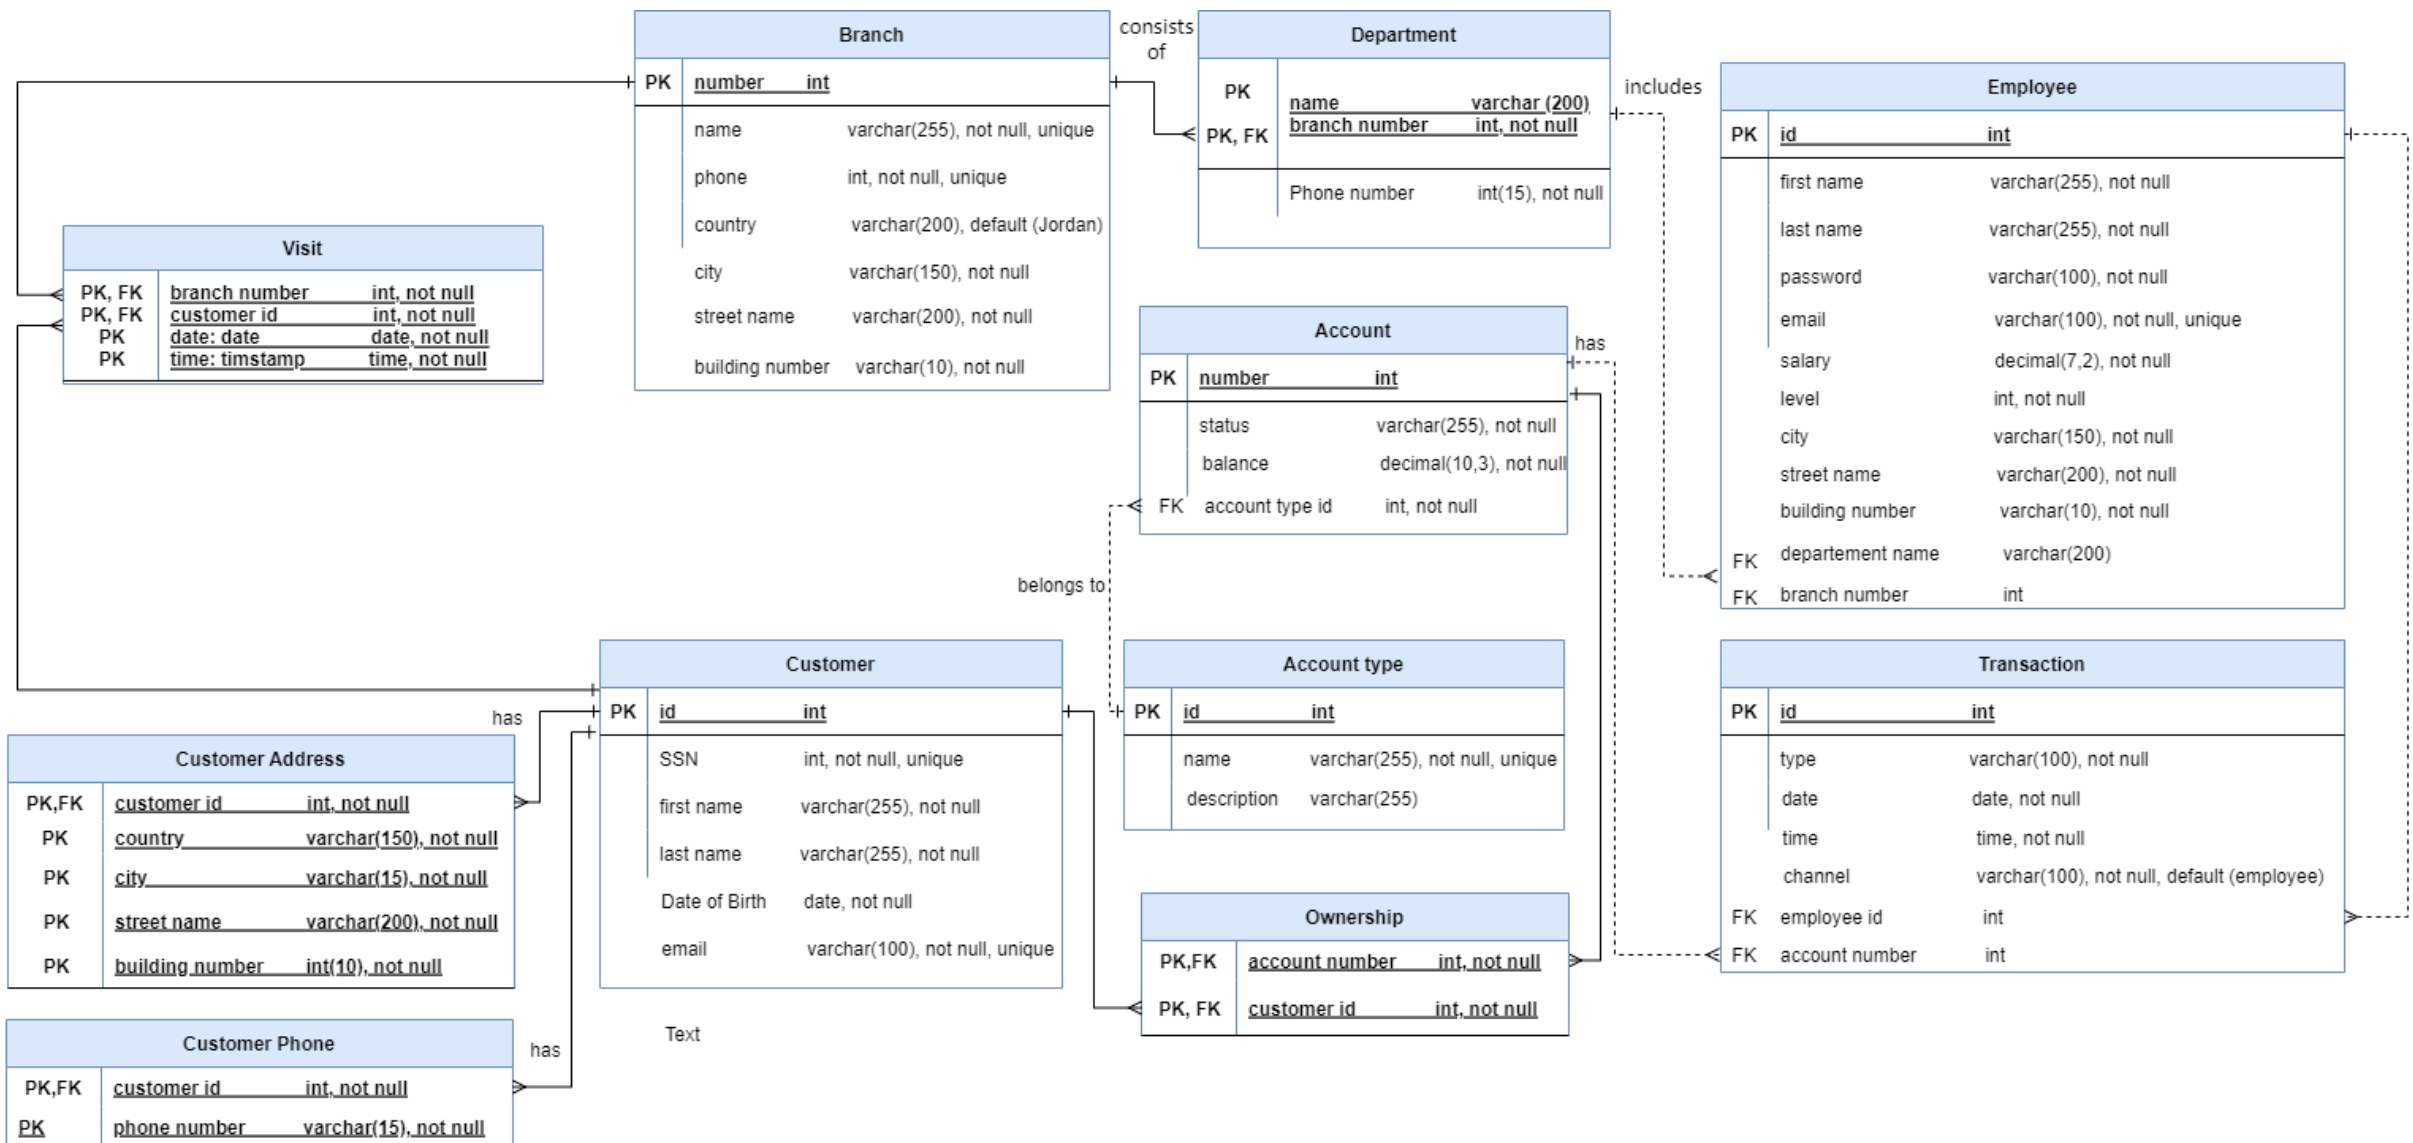 Branch
PK number int
name varchar(255), not null, unique
phone int, not null, unique
country varchar(200), default (Jordan)
city varchar(150), not null
street name varchar(200), not null
building number varchar(10), not null
consists
of
Department
PK name varchar (200)
PK, FK branch number int, not null
Phone number int(15), not null
includes
Employee
PK id int
first name varchar(255), not null
last name varchar(255), not null
password varchar(100), not null
email varchar(100), not null, unique
salary decimal(7,2), not null
level int, not null
city varchar(150), not null
street name varchar(200), not null
building number varchar(10), not null
FK departement name varchar(200)
FK branch number int
Visit
PK, FK branch number int, not null
PK, FK customer id int, not null
PK date: date date, not null
PK time: timstamp time, not null
Account
PK number int
status varchar(255), not null
balance decimal(10,3), not null
FK account type id int, not null
has
belongs to
Customer
PK id int
SSN int, not null, unique
first name varchar(255), not null
last name varchar(255), not null
Date of Birth date, not null
email varchar(100), not null, unique
Account type
PK id int
name varchar(255), not null, unique
description varchar(255)
Transaction
PK id int
type varchar(100), not null
date date, not null
time time, not null
channel varchar(100), not null, default (employee)
FK employee id int
FK account number int
has
Customer Address
PK,FK customer id int, not null
PK country varchar(150), not null
PK city varchar(15), not null
PK street name varchar(200), not null
PK building number int(10), not null
Ownership
PK,FK account number int, not null
PK, FK customer id int, not null
Text
has
Customer Phone
PK,FK customer id int, not null
PK phone number varchar(15), not null